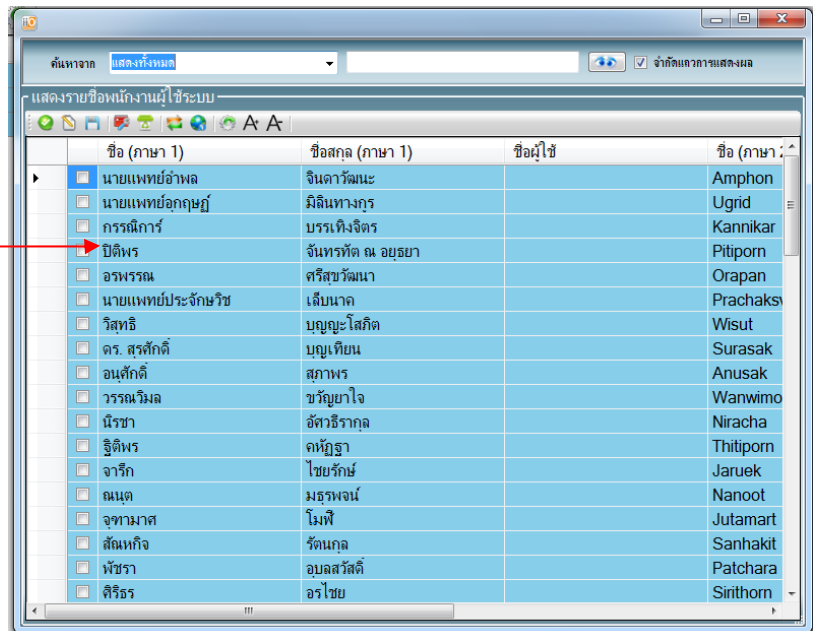 ค้นหาจาก แสดงทั้งหมด จำกัดแถวการแสดงผล
แสดงรายชื่อพนักงานผู้ใช้ระบบ
A+ A-
ชื่อ (ภาษา 1) ชื่อสกุล (ภาษา 1) ชื่อผู้ใช้ ชื่อ (ภาษา
นายแพทย์อำพล จินดาวัฒนะ Amphon
นายแพทย์อุกฤษฏ์ มิลินทางกูร Ugrid
กรรณิการ์ บรรเทิงจิตร Kannikar
ปิติพร จันทรทัต ณ อยุธยา Pitiporn
อรพรรณ ศรีสุขวัฒนา Orapan
นายแพทย์ประจักษวิช เล็บนาค Prachaksv
วิสุทธิ บุญญะโสภิต Wisut
ดร. สุรศักดิ์ บุญเทียน Surasak
อนุศักดิ์ สุภาพร Anusak
วรรณวิมล ขวัญยาใจ Wanwimo
นิรชา อัศวธีรากุล Niracha
ฐิติพร คหัฏฐา Thitiporn
จารึก ไชยรักษ์ Jaruek
ณนุต มธุรพจน์ Nanoot
จุฑามาศ โมฬี Jutamart
สัณหกิจ รัตนกุล Sanhakit
พัชรา อุบลสวัสดิ์ Patchara
ศิริธร อรไชย Sirithorn